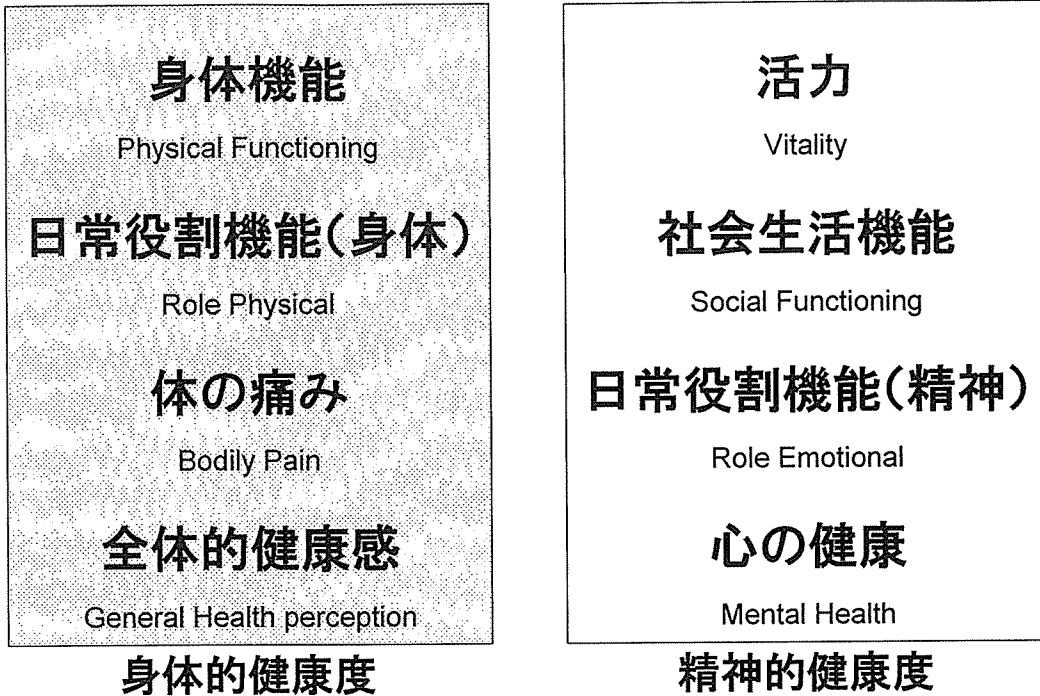 身体機能
Physical Functioning
日常役割機能(身体)
Role Physical
体の痛み
Bodily Pain
全体的健康感
General Health perception
身体的健康度
活力
Vitality
社会生活機能
Social Functioning
日常役割機能(精神)
Role Emotional
心の健康
Mental Health
精神的健康度